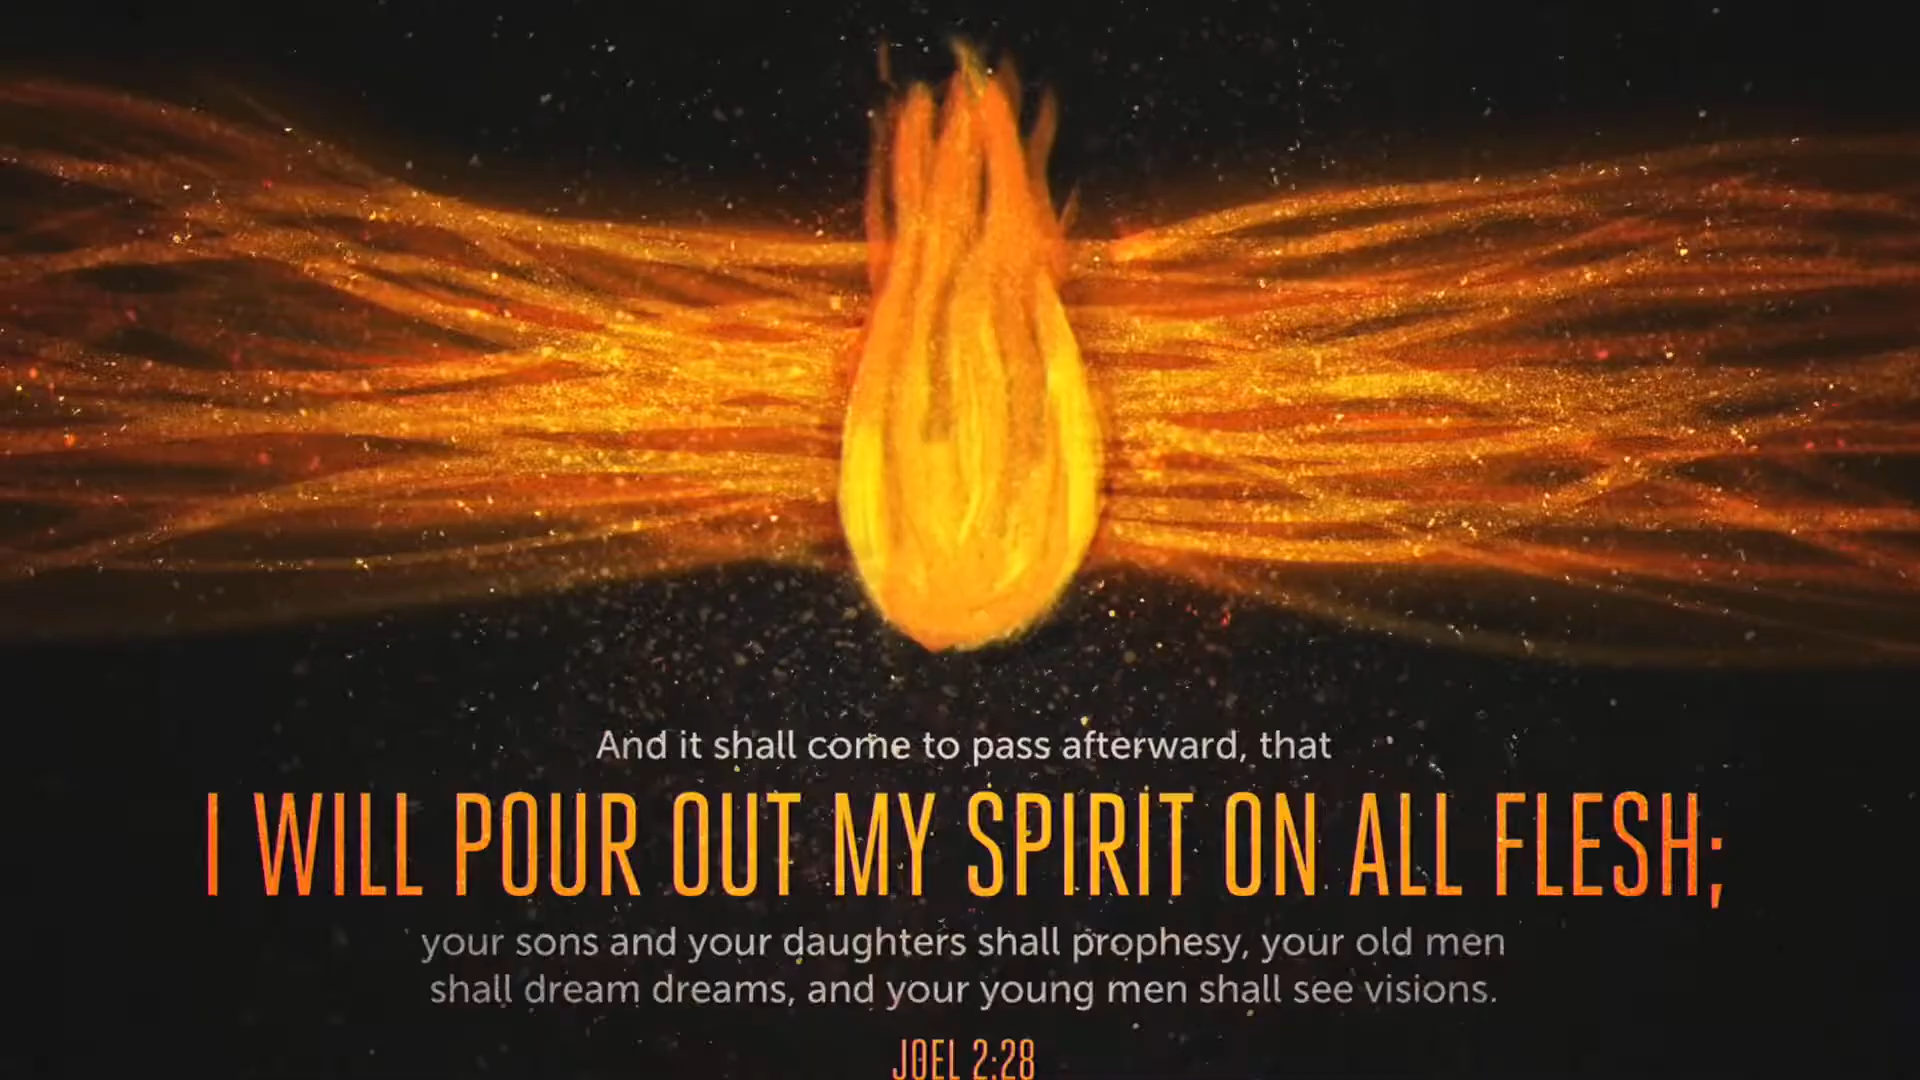 And it shall come to pass afterward, that
I WILL POUR OUT MY SPIRIT ON ALL FLESH;
your sons and your daughters shall prophesy, your old men
shall dream dreams, and your young men shall see visions.
JOEL 2:28